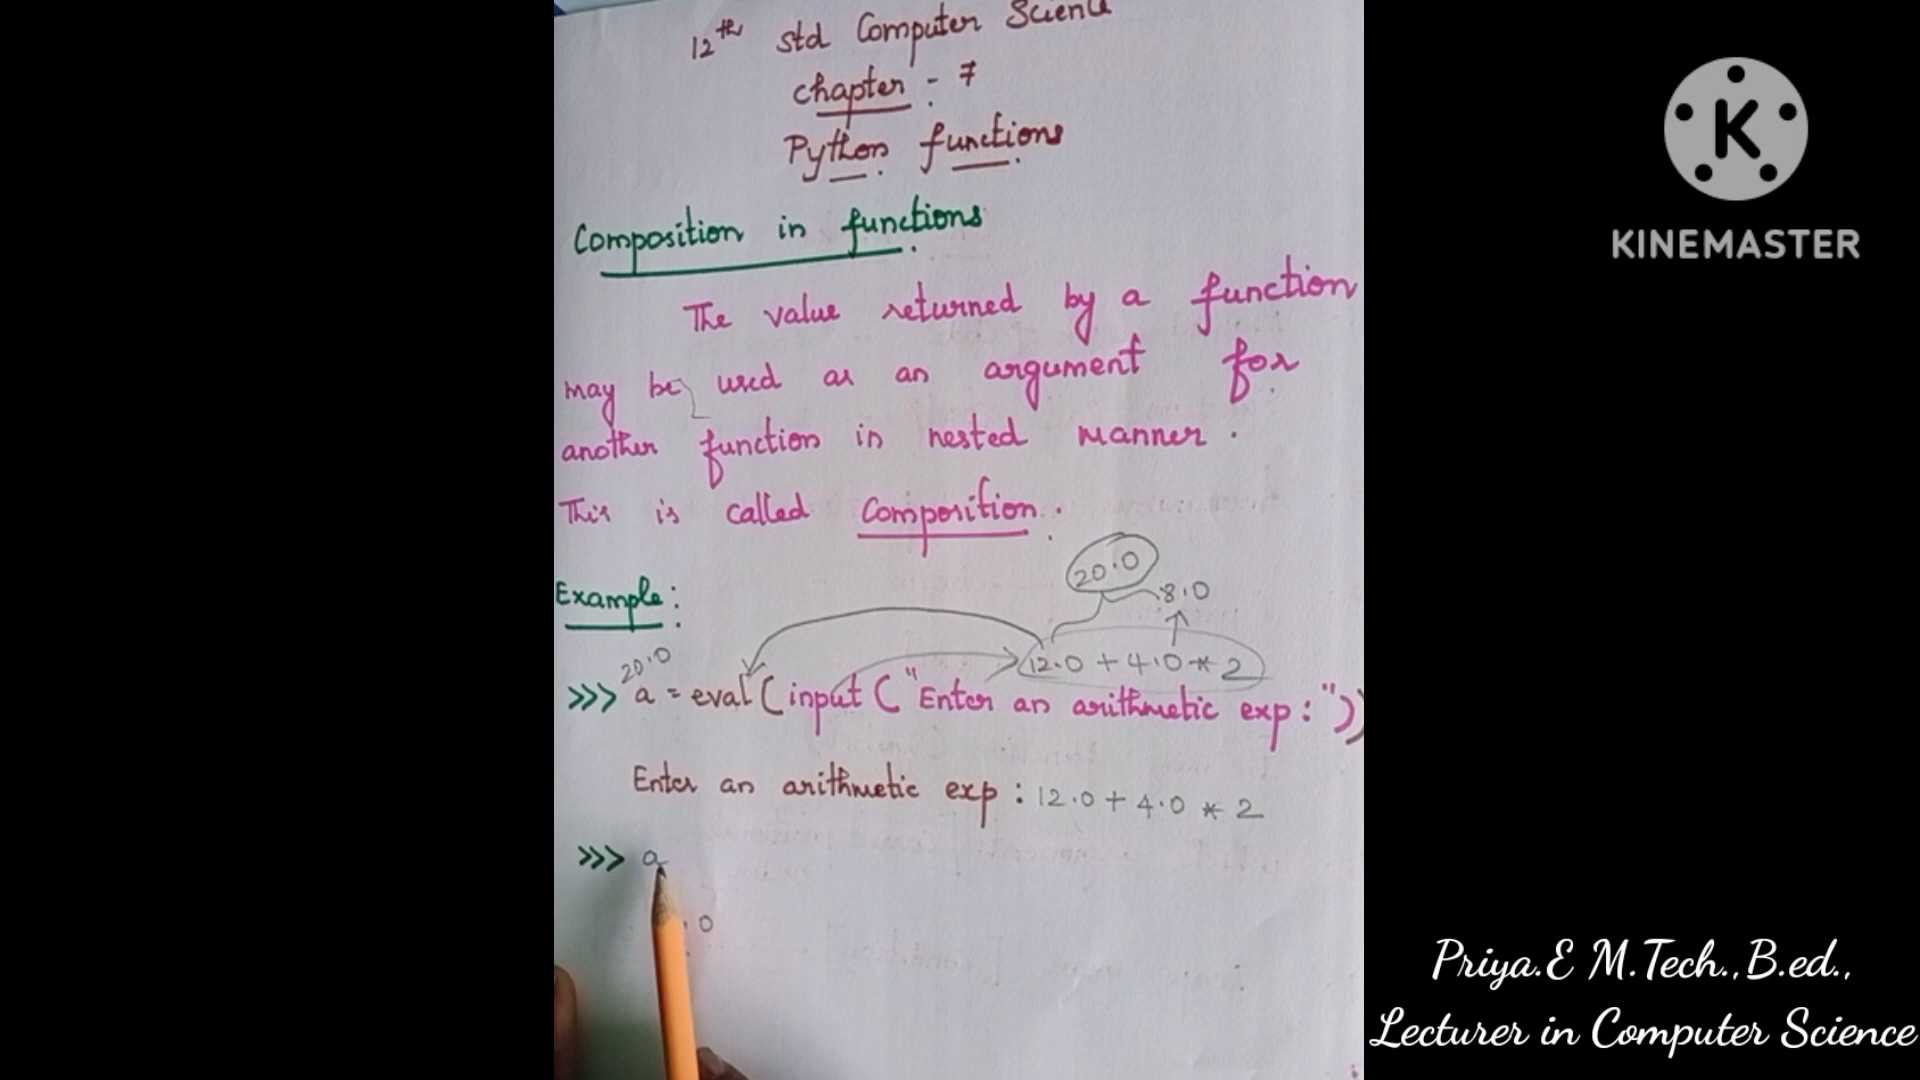 12th std Computer Science
Chapter : 7
Python functions
Composition in functions
The value returned by a function
may be used as an argument for
another function in nested manner.
This is called Composition.
20.0
8.0
Example :
20.0
12.0 + 4.0 * 2
>>> a = eval ( input ( "Enter an arithmetic exp : "))
Enter an arithmetic exp : 12.0 + 4.0 * 2
>>> a
.0
K
KINEMASTER
Priya.E M.Tech.,B.ed.,
Lecturer in Computer Science